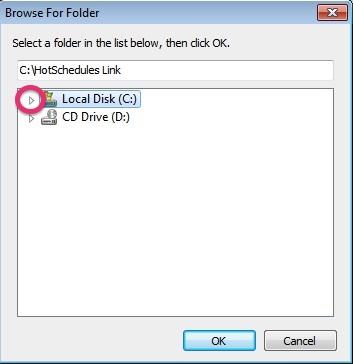 Browse For Folder
Select a folder in the list below, then click OK.
C:\HotSchedules Link
Local Disk (C:)
CD Drive (D:)
OK
Cancel